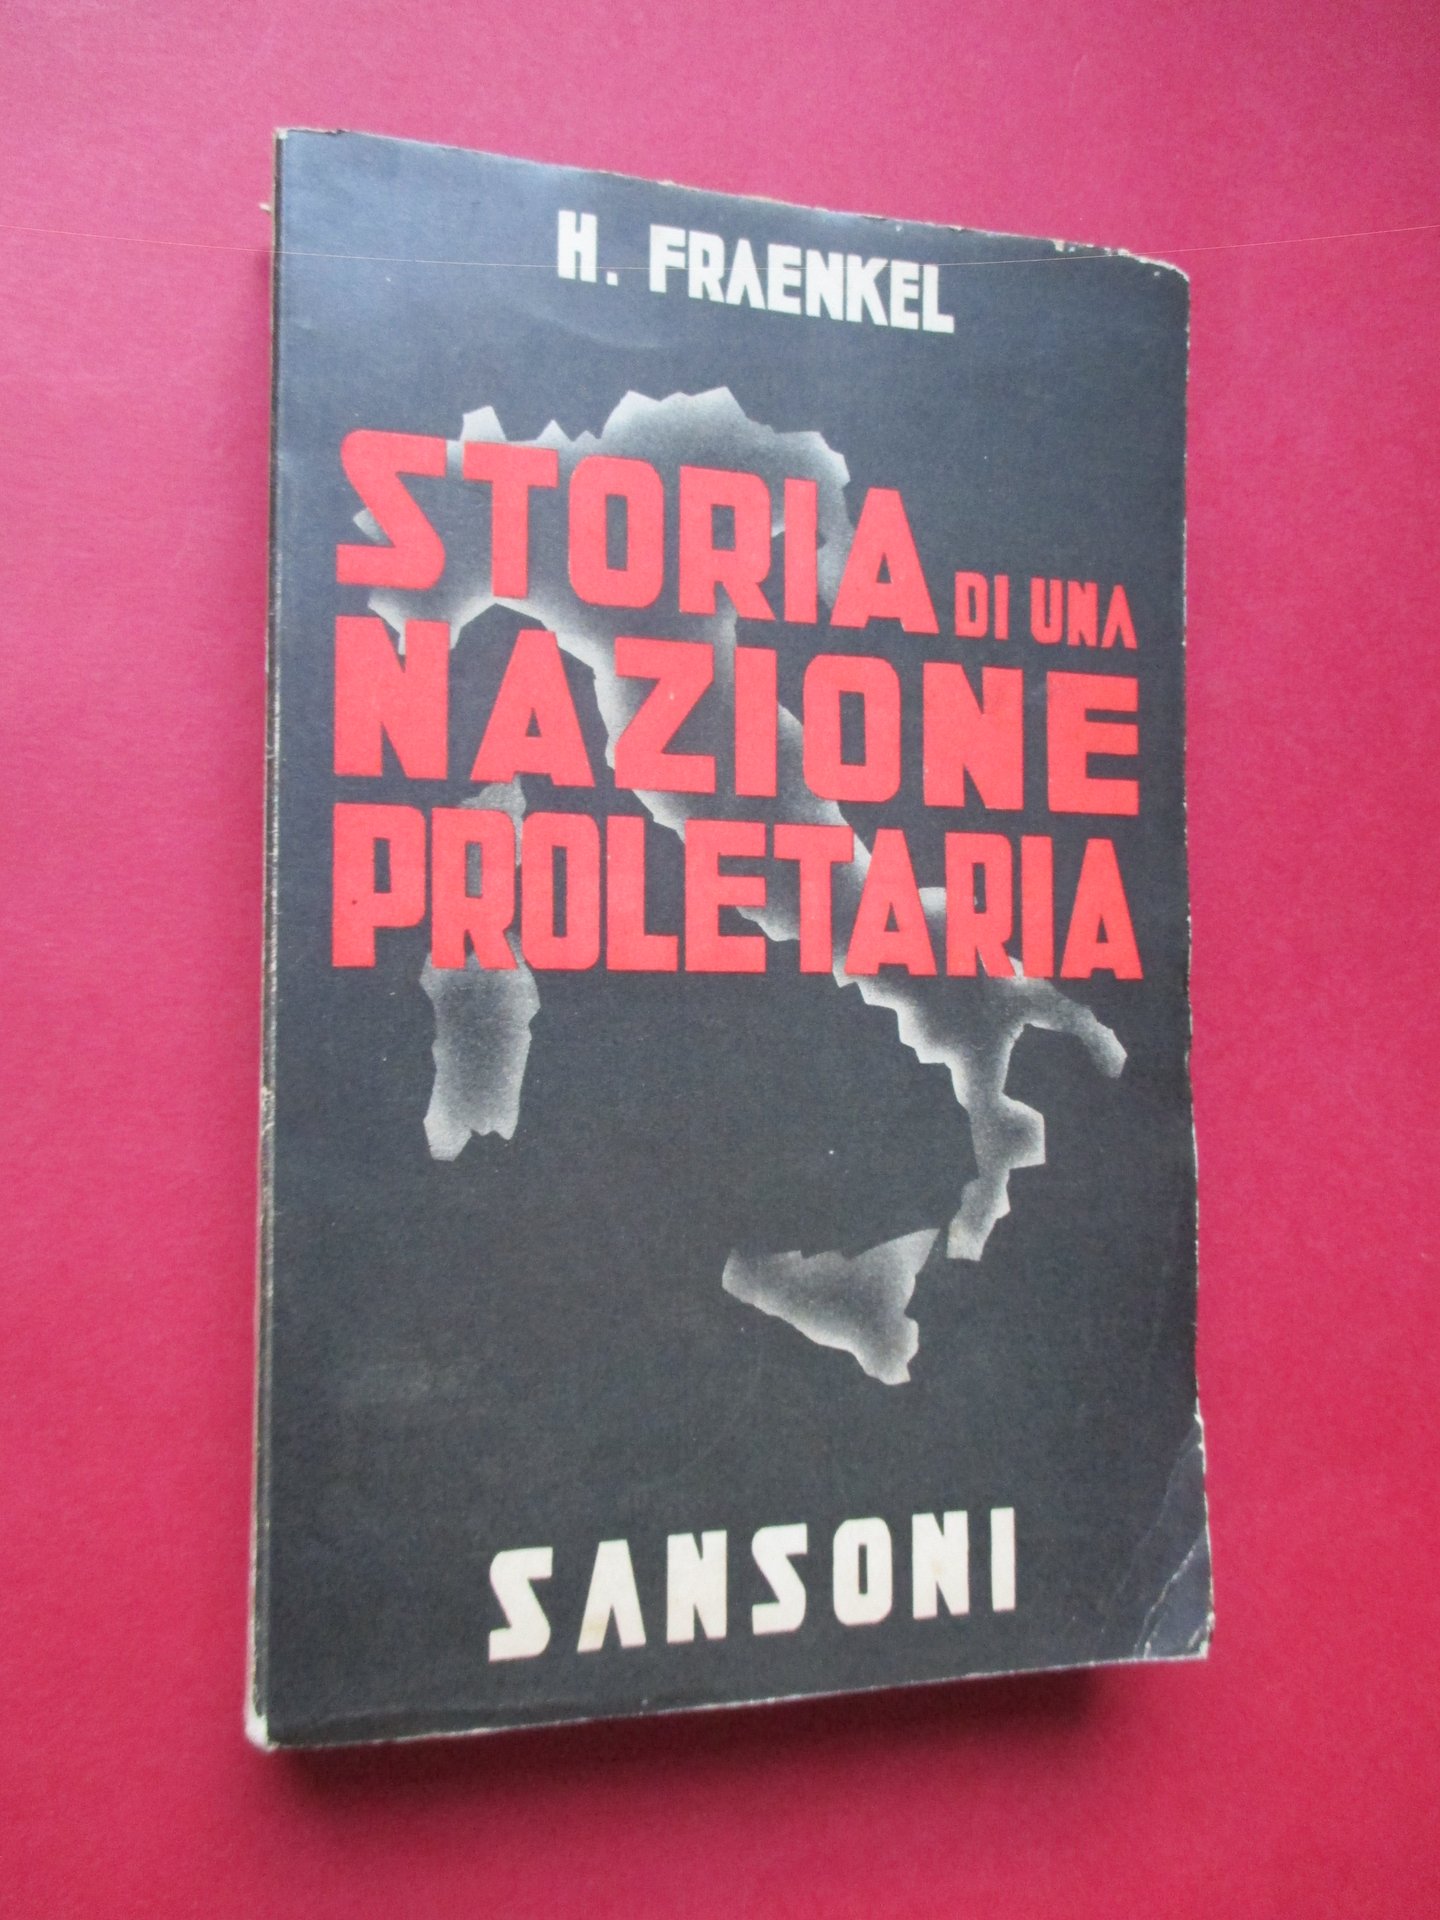 H. FRAENKEL
STORIA DI UNA
NAZIONE
PROLETARIA
SANSONI